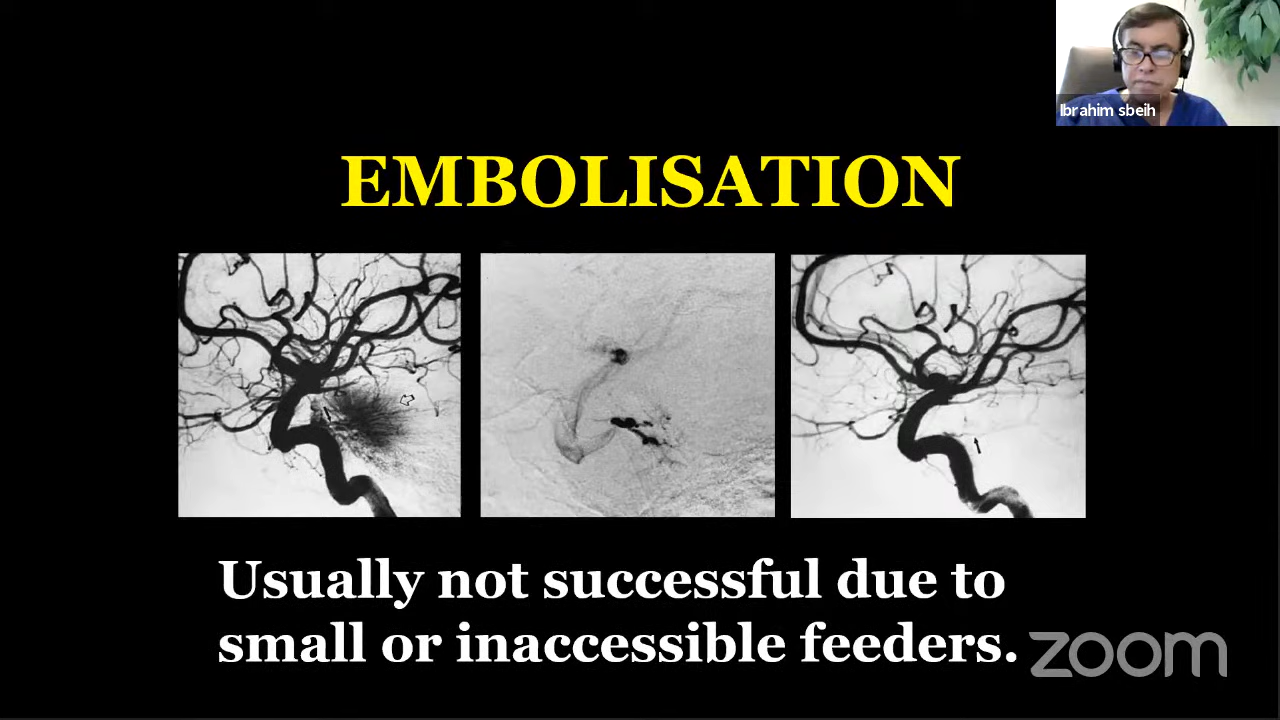 Ibrahim sbeih
EMBOLISATION
Usually not successful due to
small or inaccessible feeders.
zoom